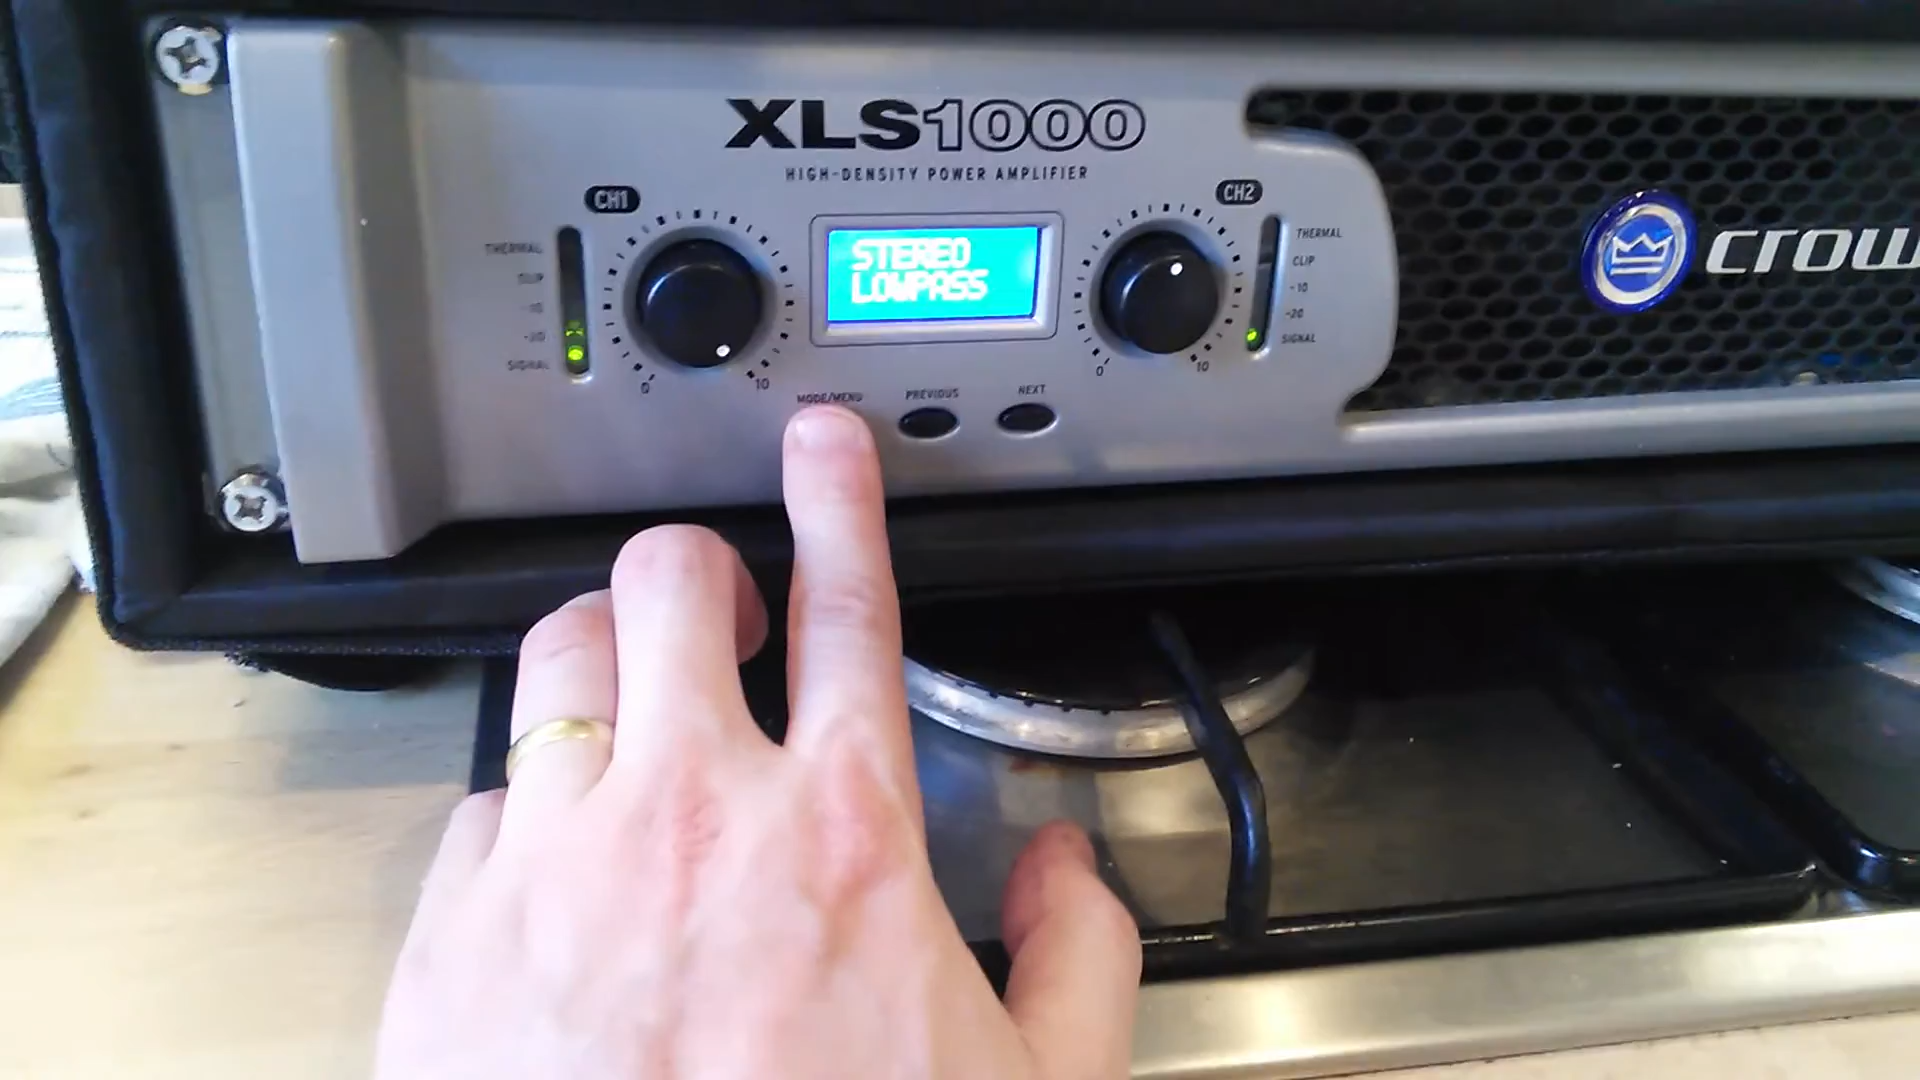 XLS1000
HIGH-DENSITY POWER AMPLIFIER
CH1
CH2
THERMAL
CLIP
-10
-20
SIGNAL
0
10
STEREO
LOWPASS
THERMAL
CLIP
-10
-20
SIGNAL
0
10
MODE/MENU
PREVIOUS
NEXT
crow